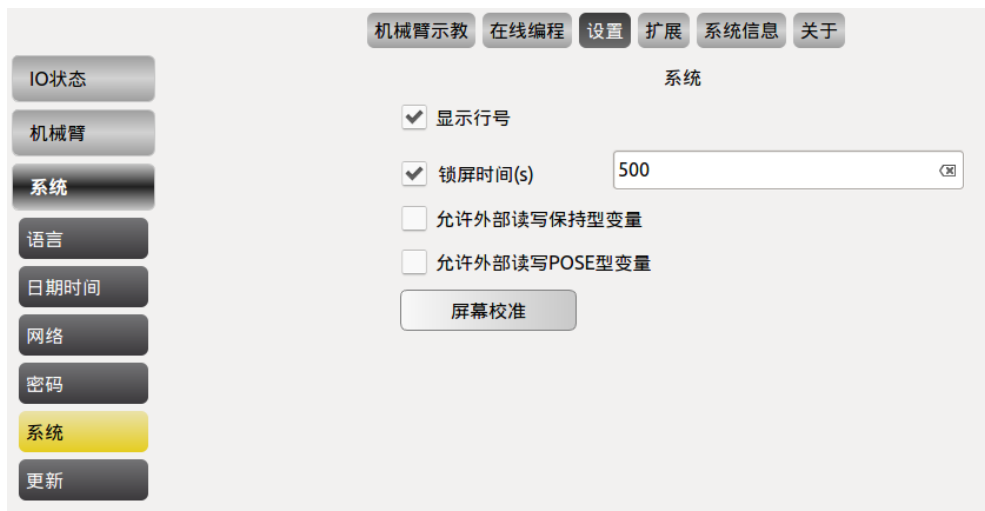 机械臂示教 在线编程 设置 扩展 系统信息 关于
IO状态
机械臂
系统
语言
日期时间
网络
密码
系统
更新
系统
显示行号
锁屏时间(s) 500
允许外部读写保持型变量
允许外部读写POSE型变量
屏幕校准